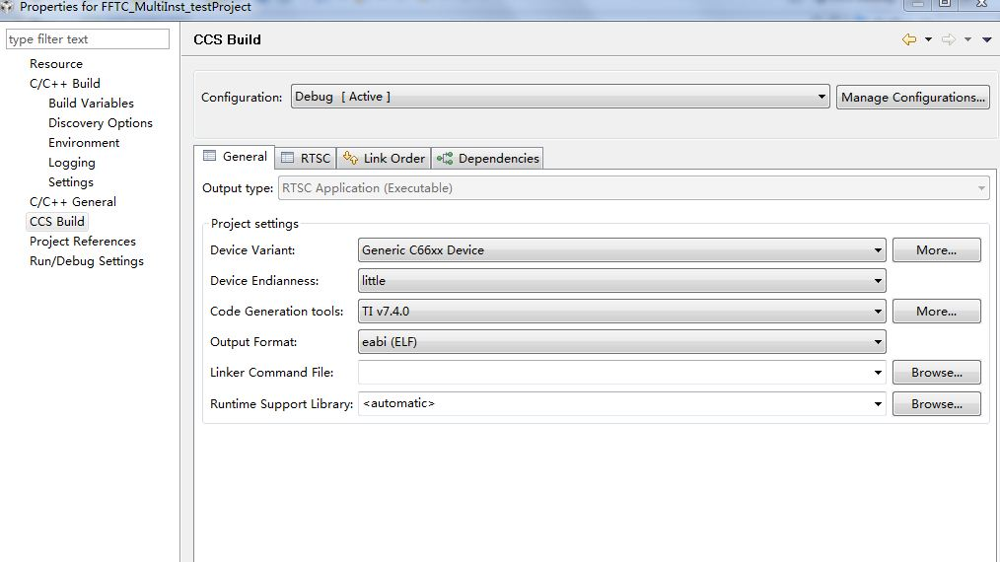 Properties for FFTC_MultiInst_testProject
type filter text
CCS Build
Resource
C/C++ Build
Build Variables
Discovery Options
Environment
Logging
Settings
C/C++ General
CCS Build
Project References
Run/Debug Settings
Configuration: Debug [ Active ] Manage Configurations...
General RTSC Link Order Dependencies
Output type: RTSC Application (Executable)
Project settings
Device Variant: Generic C66xx Device More...
Device Endianness: little
Code Generation tools: TI v7.4.0 More...
Output Format: eabi (ELF)
Linker Command File: Browse...
Runtime Support Library: <automatic> Browse...